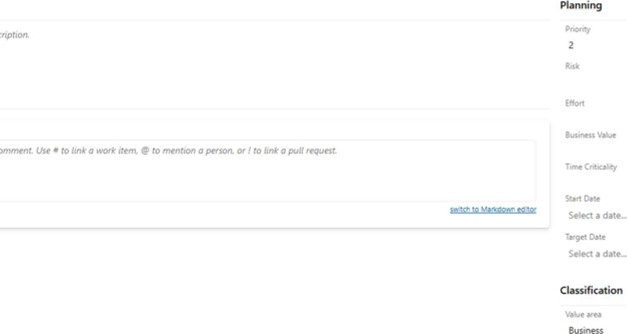 Planning
cription.
Priority
2
Risk
Effort
omment. Use # to link a work item, @ to mention a person, or ! to link a pull request.
Business Value
Time Criticality
Start Date
switch to Markdown editor
Select a date...
Target Date
Select a date...
Classification
Value area
Business